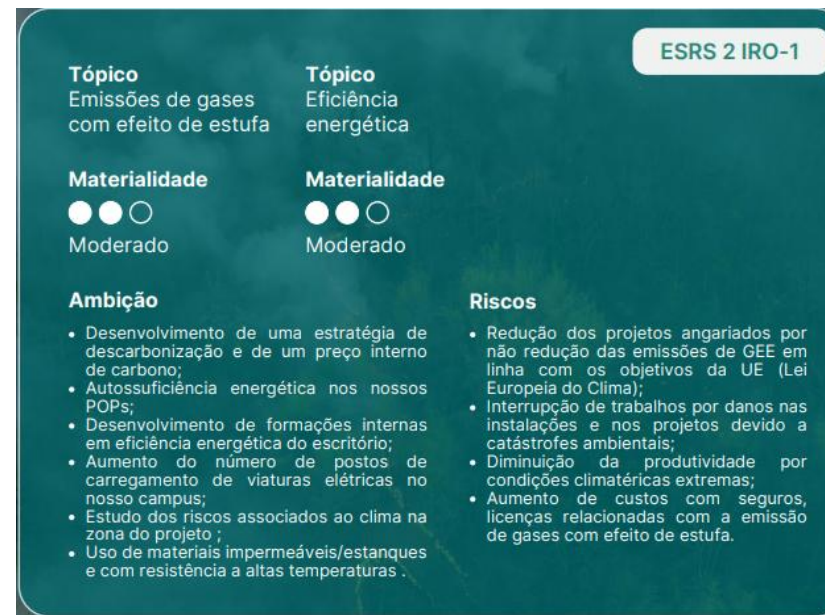 ESRS 2 IRO-1
Tópico
Emissões de gases
com efeito de estufa
Tópico
Eficiência
energética
Materialidade
Moderado
Materialidade
Moderado
Ambição
• Desenvolvimento de uma estratégia de
descarbonização e de um preço interno
de carbono;
• Autossuficiência energética nos nossos
POPs;
• Desenvolvimento de formações internas
em eficiência energética do escritório;
• Aumento do número de postos de
carregamento de viaturas elétricas no
nosso campus;
• Estudo dos riscos associados ao clima na
zona do projeto ;
• Uso de materiais impermeáveis/estanques
e com resistência a altas temperaturas .
Riscos
• Redução dos projetos angariados por
não redução das emissões de GEE em
linha com os objetivos da UE (Lei
Europeia do Clima);
• Interrupção de trabalhos por danos nas
instalações e nos projetos devido a
catástrofes ambientais;
• Diminuição da produtividade por
condições climatéricas extremas;
• Aumento de custos com seguros,
licenças relacionadas com a emissão
de gases com efeito de estufa.